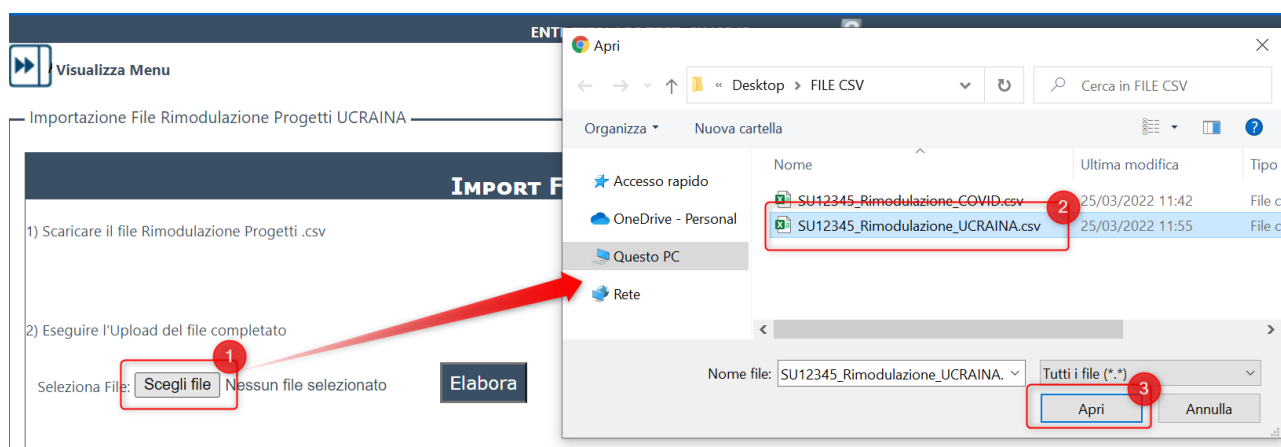 Visualizza Menu
Importazione File Rimodulazione Progetti UCRAINA
IMPORT F
1) Scaricare il file Rimodulazione Progetti .csv
2) Eseguire l'Upload del file completato
1
Seleziona File: Scegli file Nessun file selezionato Elabora
Apri
« Desktop > FILE CSV
Cerca in FILE CSV
Organizza Nuova cartella
Accesso rapido
OneDrive - Personal
Questo PC
Rete
Nome Ultima modifica Tipo
SU12345_Rimodulazione_COVID.csv 25/03/2022 11:42 File c
2
SU12345_Rimodulazione_UCRAINA.csv 25/03/2022 11:55 File c
Nome file: SU12345_Rimodulazione_UCRAINA. Tutti i file (*.*)
3
Apri Annulla